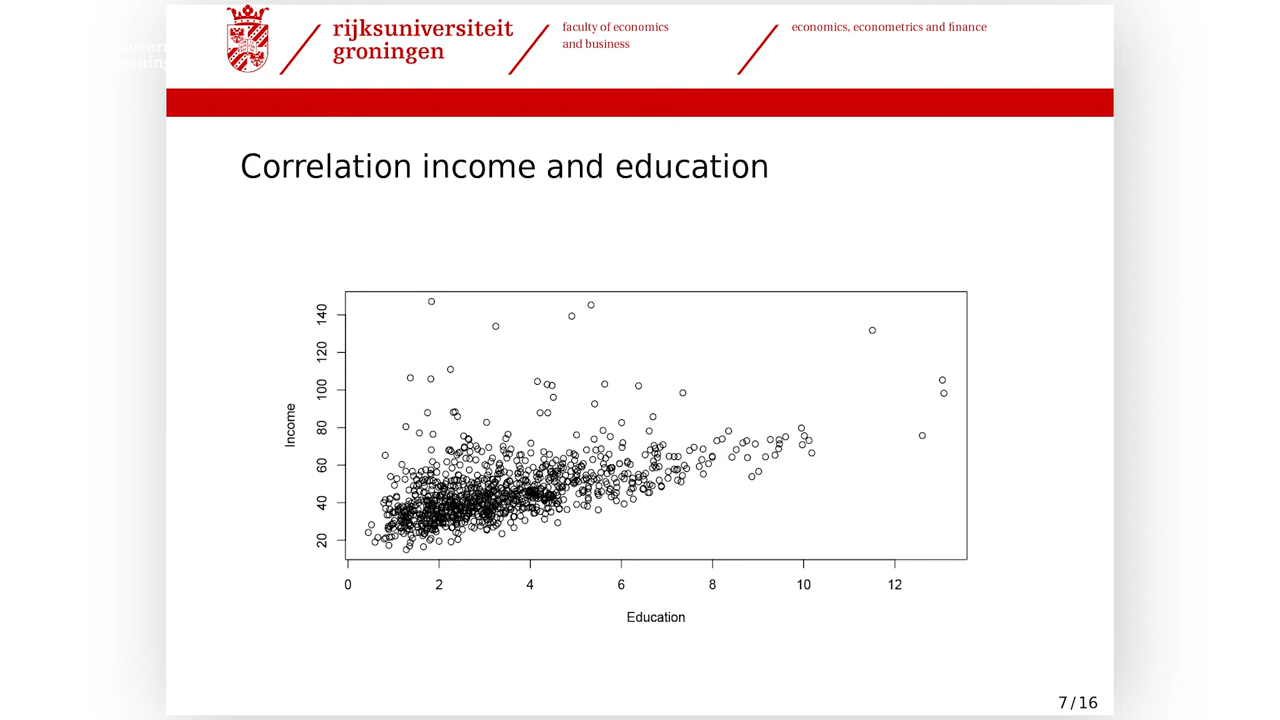 rijksuniversiteit
groningen
faculty of economics
and business
economics, econometrics and finance
Correlation income and education
Income
140
120
100
80
60
40
20
0 2 4 6 8 10 12
Education
7/16